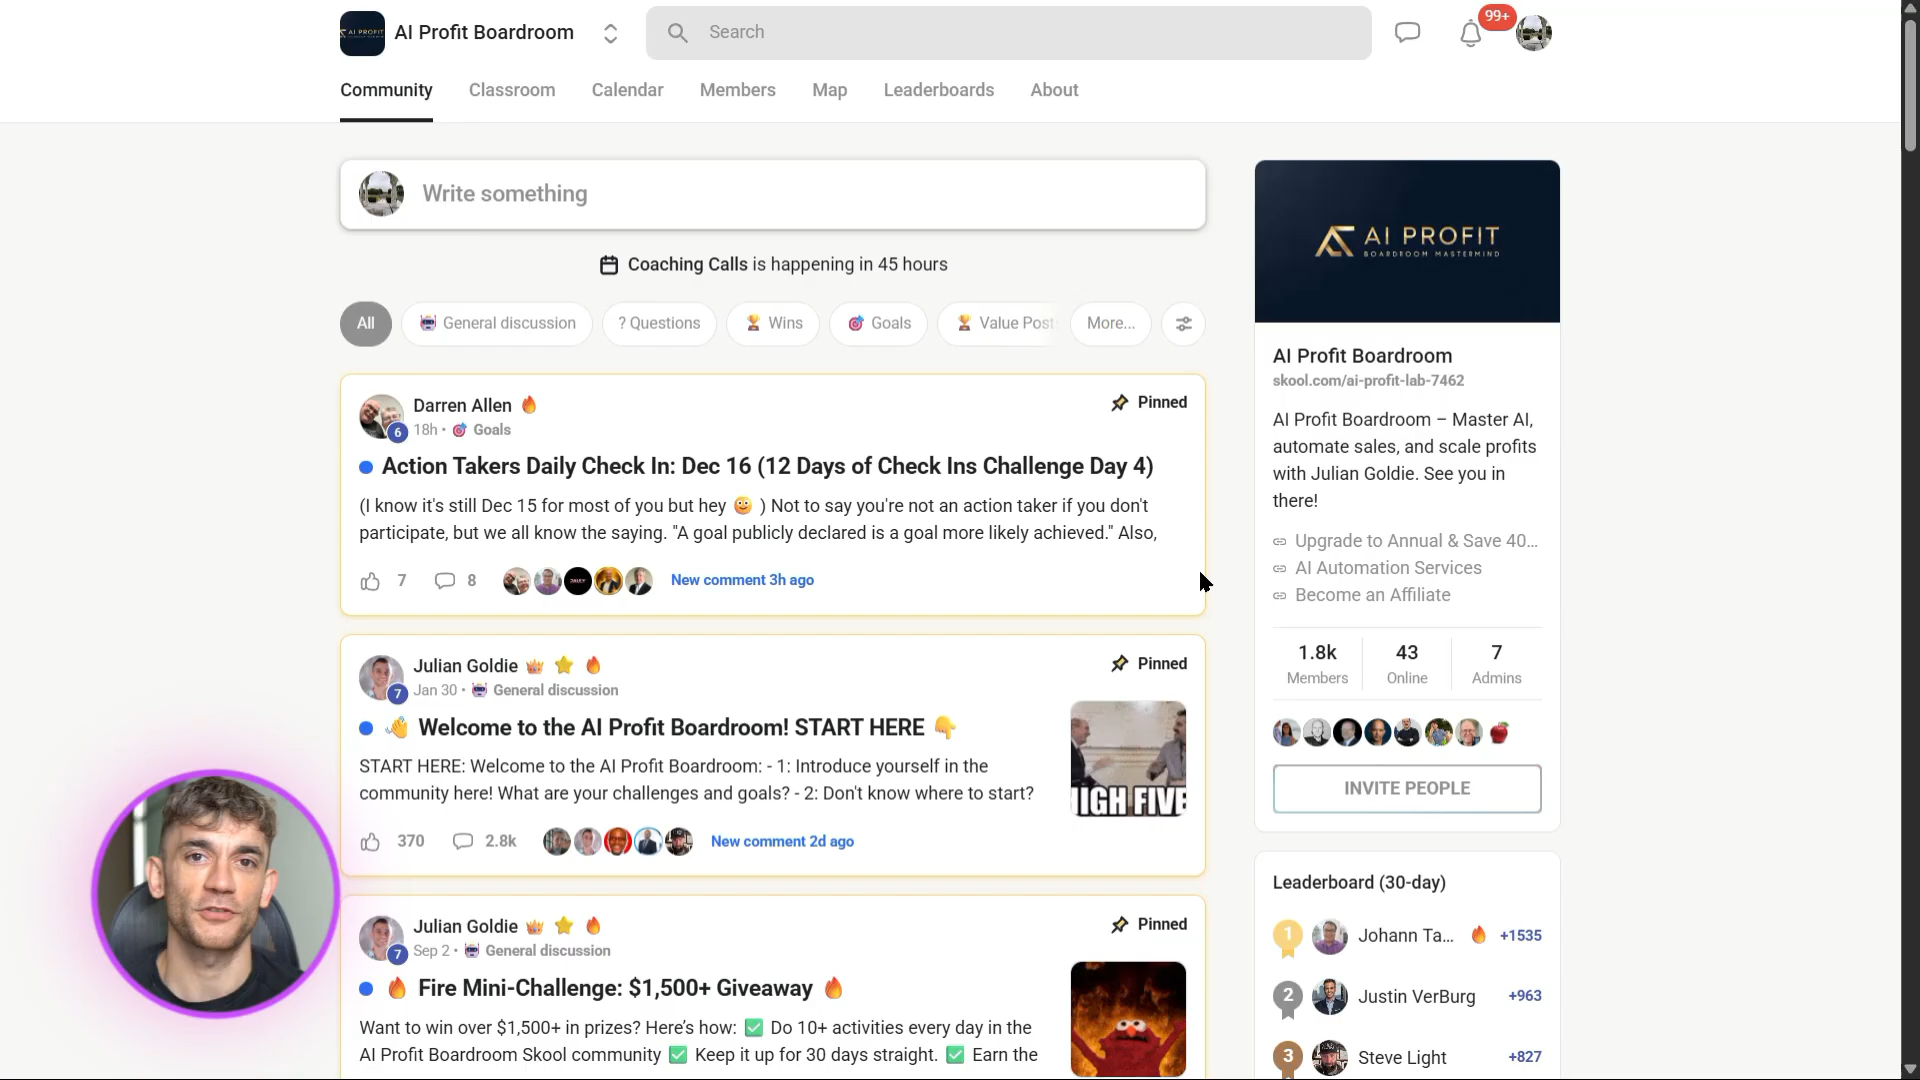 AI PROFIT
AI Profit Boardroom
Search
99+
Community
Classroom
Calendar
Members
Map
Leaderboards
About
Write something
Coaching Calls is happening in 45 hours
All
General discussion
? Questions
Wins
Goals
Value Post
More...
Darren Allen
Pinned
6
18h • Goals
Action Takers Daily Check In: Dec 16 (12 Days of Check Ins Challenge Day 4)
(I know it's still Dec 15 for most of you but hey 😜 ) Not to say you're not an action taker if you don't
participate, but we all know the saying. "A goal publicly declared is a goal more likely achieved." Also,
7
8
New comment 3h ago
Julian Goldie
Pinned
7
Jan 30 • General discussion
👋 Welcome to the AI Profit Boardroom! START HERE 👇
START HERE: Welcome to the AI Profit Boardroom: - 1: Introduce yourself in the
community here! What are your challenges and goals? - 2: Don't know where to start?
HIGH FIVE
370
2.8k
New comment 2d ago
Julian Goldie
Pinned
7
Sep 2 • General discussion
🔥 Fire Mini-Challenge: $1,500+ Giveaway 🔥
Want to win over $1,500+ in prizes? Here’s how: ✅ Do 10+ activities every day in the
AI Profit Boardroom Skool community ✅ Keep it up for 30 days straight. ✅ Earn the
AI PROFIT
BOARDROOM MASTERMIND
AI Profit Boardroom
skool.com/ai-profit-lab-7462
AI Profit Boardroom – Master AI,
automate sales, and scale profits
with Julian Goldie. See you in
there!
Upgrade to Annual & Save 40...
AI Automation Services
Become an Affiliate
1.8k
Members
43
Online
7
Admins
INVITE PEOPLE
Leaderboard (30-day)
1
Johann Ta...
+1535
2
Justin VerBurg
+963
3
Steve Light
+827